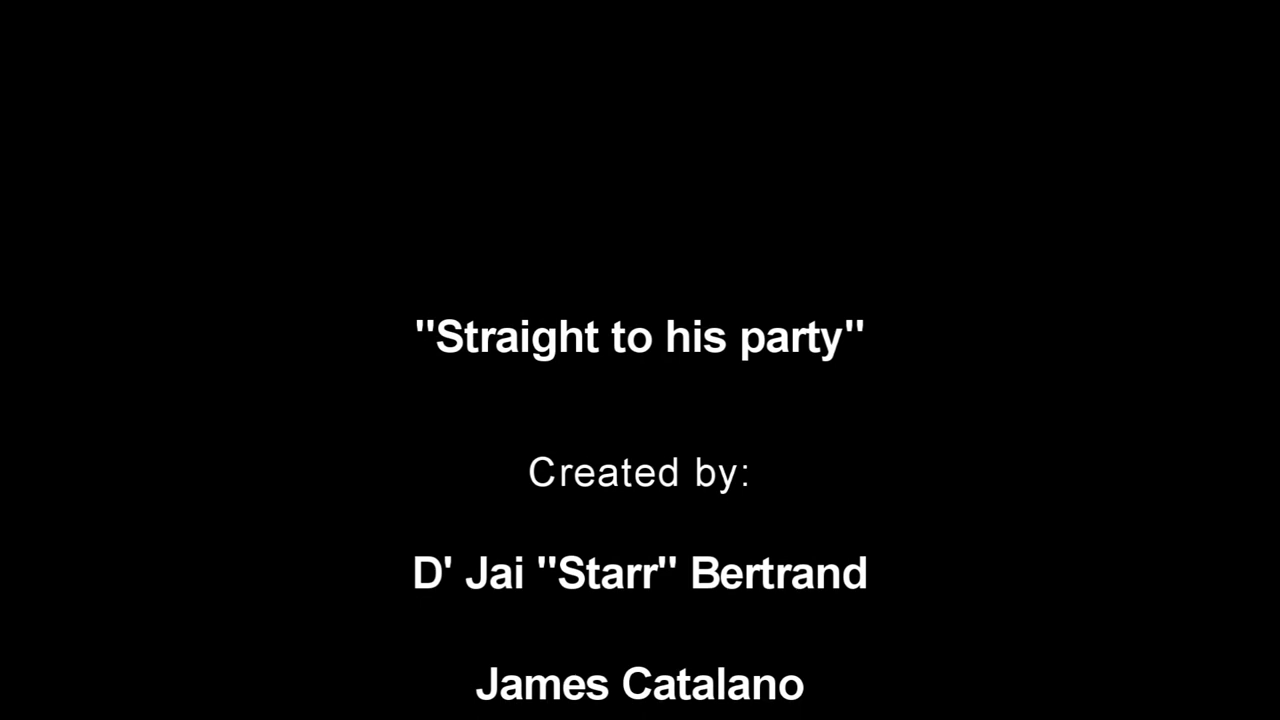 "Straight to his party"
Created by:
D' Jai "Starr" Bertrand
James Catalano